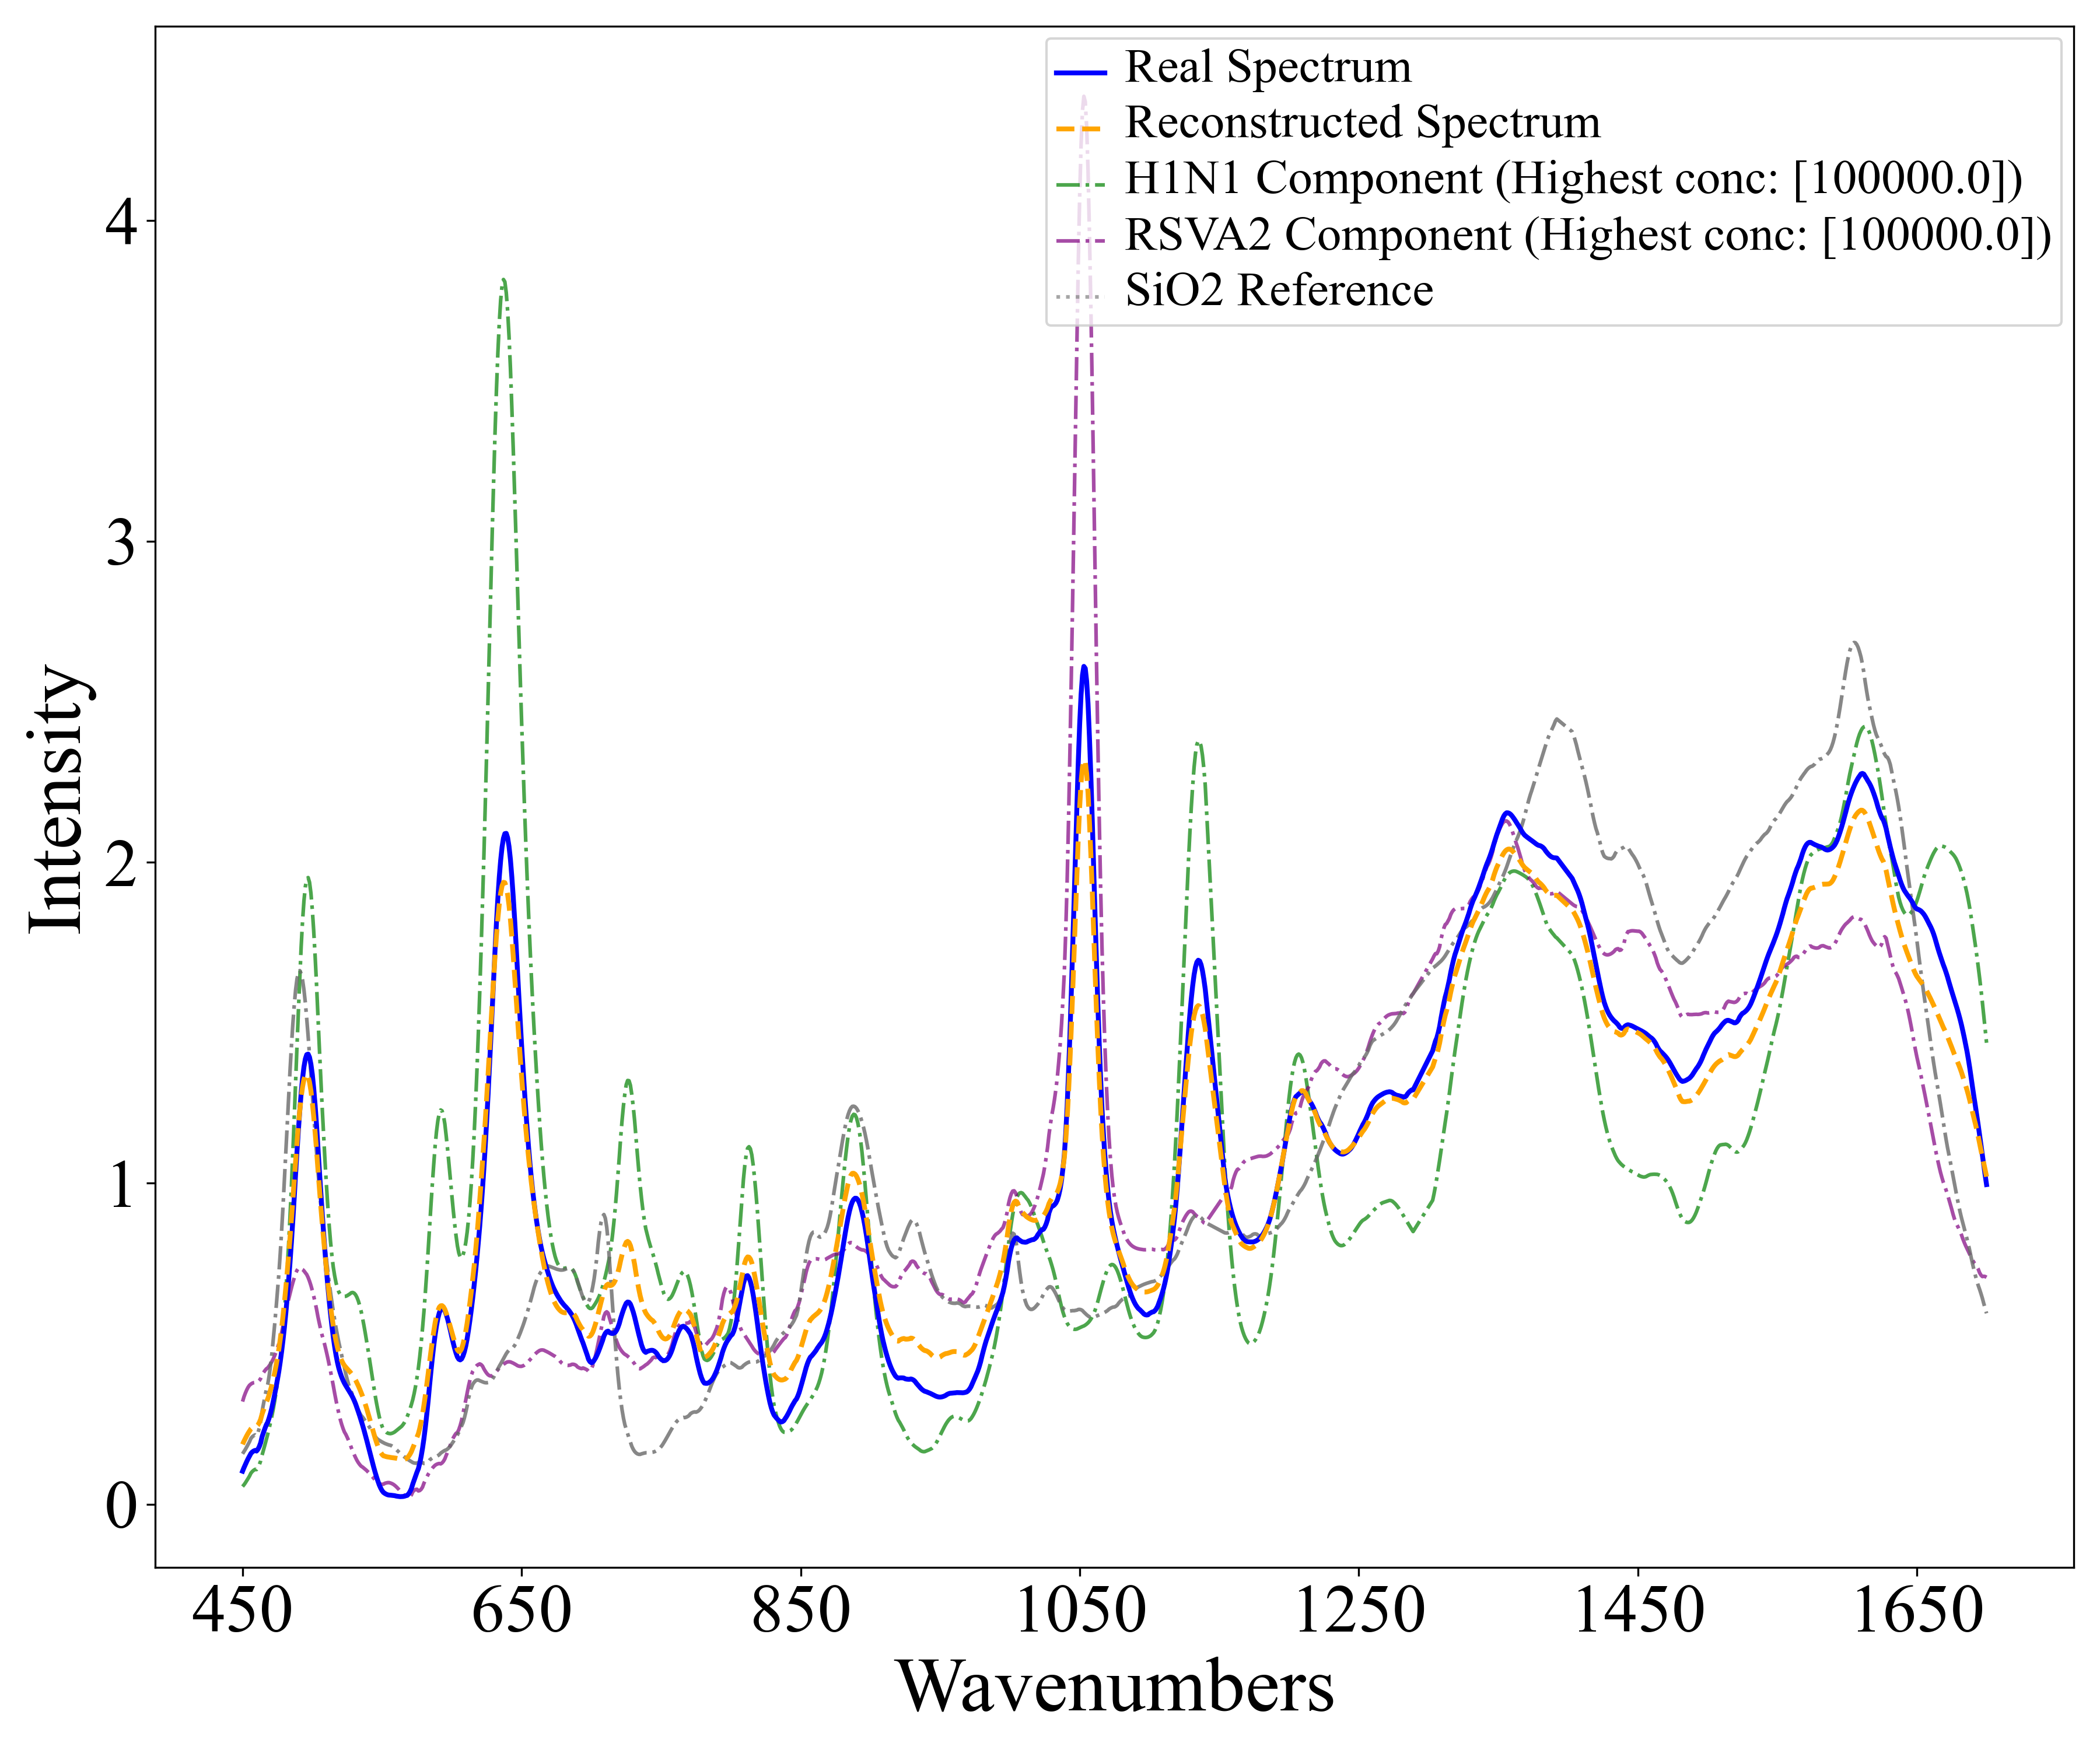 Real Spectrum
Reconstructed Spectrum
H1N1 Component (Highest conc: [100000.0])
RSVA2 Component (Highest conc: [100000.0])
SiO2 Reference
Intensity
4
3
2
1
0
450 650 850 1050 1250 1450 1650
Wavenumbers